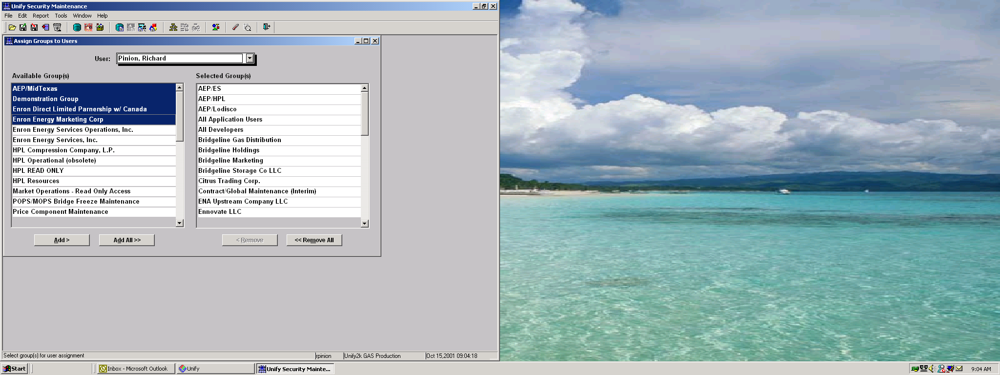 Unify Security Maintenance
File Edit Report Tools Window Help
Assign Groups to Users
User: Pinion, Richard
Available Group(s)
AEP/MidTexas
Demonstration Group
Enron Direct Limited Parnership w/ Canada
Enron Energy Marketing Corp
Enron Energy Services Operations, Inc.
Enron Energy Services, Inc.
HPL Compression Company, L.P.
HPL Operational (obsolete)
HPL READ ONLY
HPL Resources
Market Operations - Read Only Access
POPS/MOPS Bridge Freeze Maintenance
Price Component Maintenance
Add >
Add All >>
Selected Group(s)
AEP/ES
AEP/HPL
AEP/Lodisco
All Application Users
All Developers
Bridgeline Gas Distribution
Bridgeline Holdings
Bridgeline Marketing
Bridgeline Storage Co LLC
Citrus Trading Corp.
Contract/Global Maintenance (Interim)
ENA Upstream Company LLC
Ennovate LLC
< Remove
<< Remove All
Select group(s) for user assignment
rpinion
Unify2k GAS Production
Oct 15,2001 09:04:18
Start
Inbox - Microsoft Outlook
Unify
Unify Security Mainte...
9:04 AM